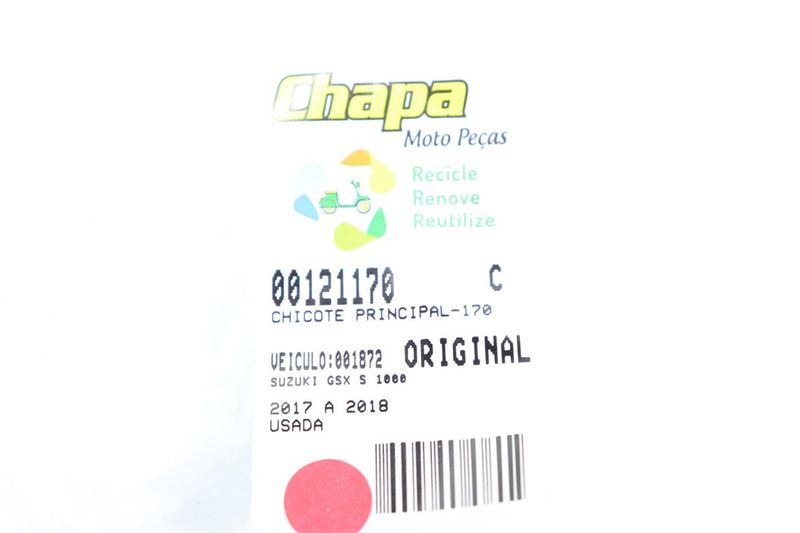 Chapa
Moto Peças
Recicle
Renove
Reutilize
00121170 C
CHICOTE PRINCIPAL-170
VEICULO:001872 ORIGINAL
SUZUKI GSX S 1000
2017 A 2018
USADA